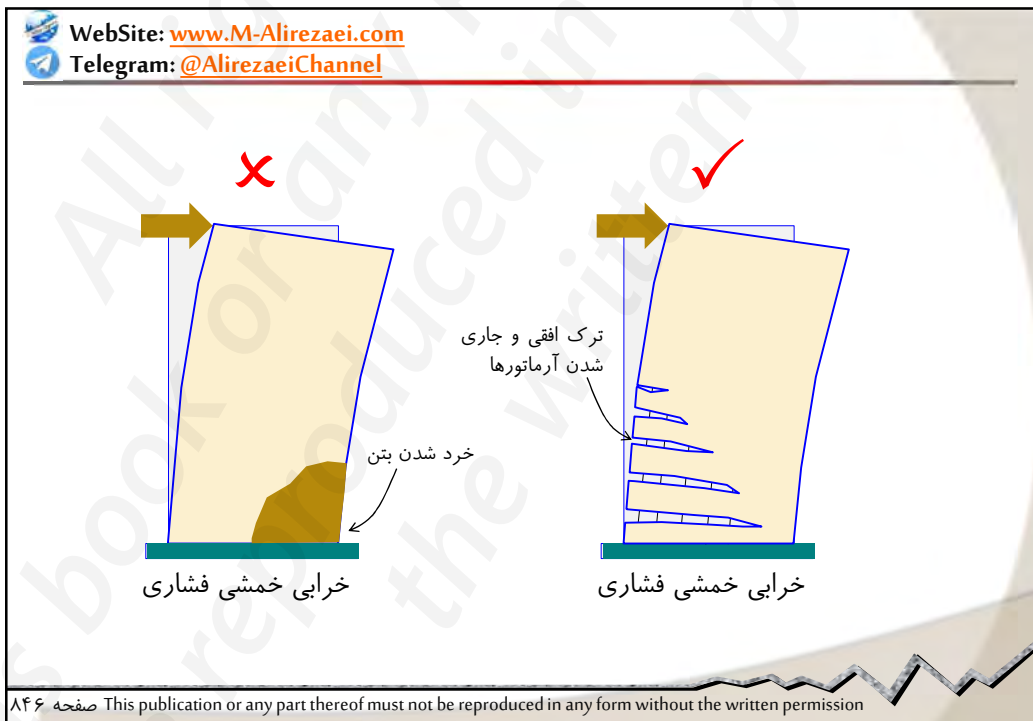 WebSite: www.M-Alirezaei.com
Telegram: @AlirezaeiChannel
ترک افقی و جاری
شدن آرماتورها
خرد شدن بتن
خرابی خمشی فشاری
خرابی خمشی فشاری
صفحه ۸۴۶ This publication or any part thereof must not be reproduced in any form without the written permission